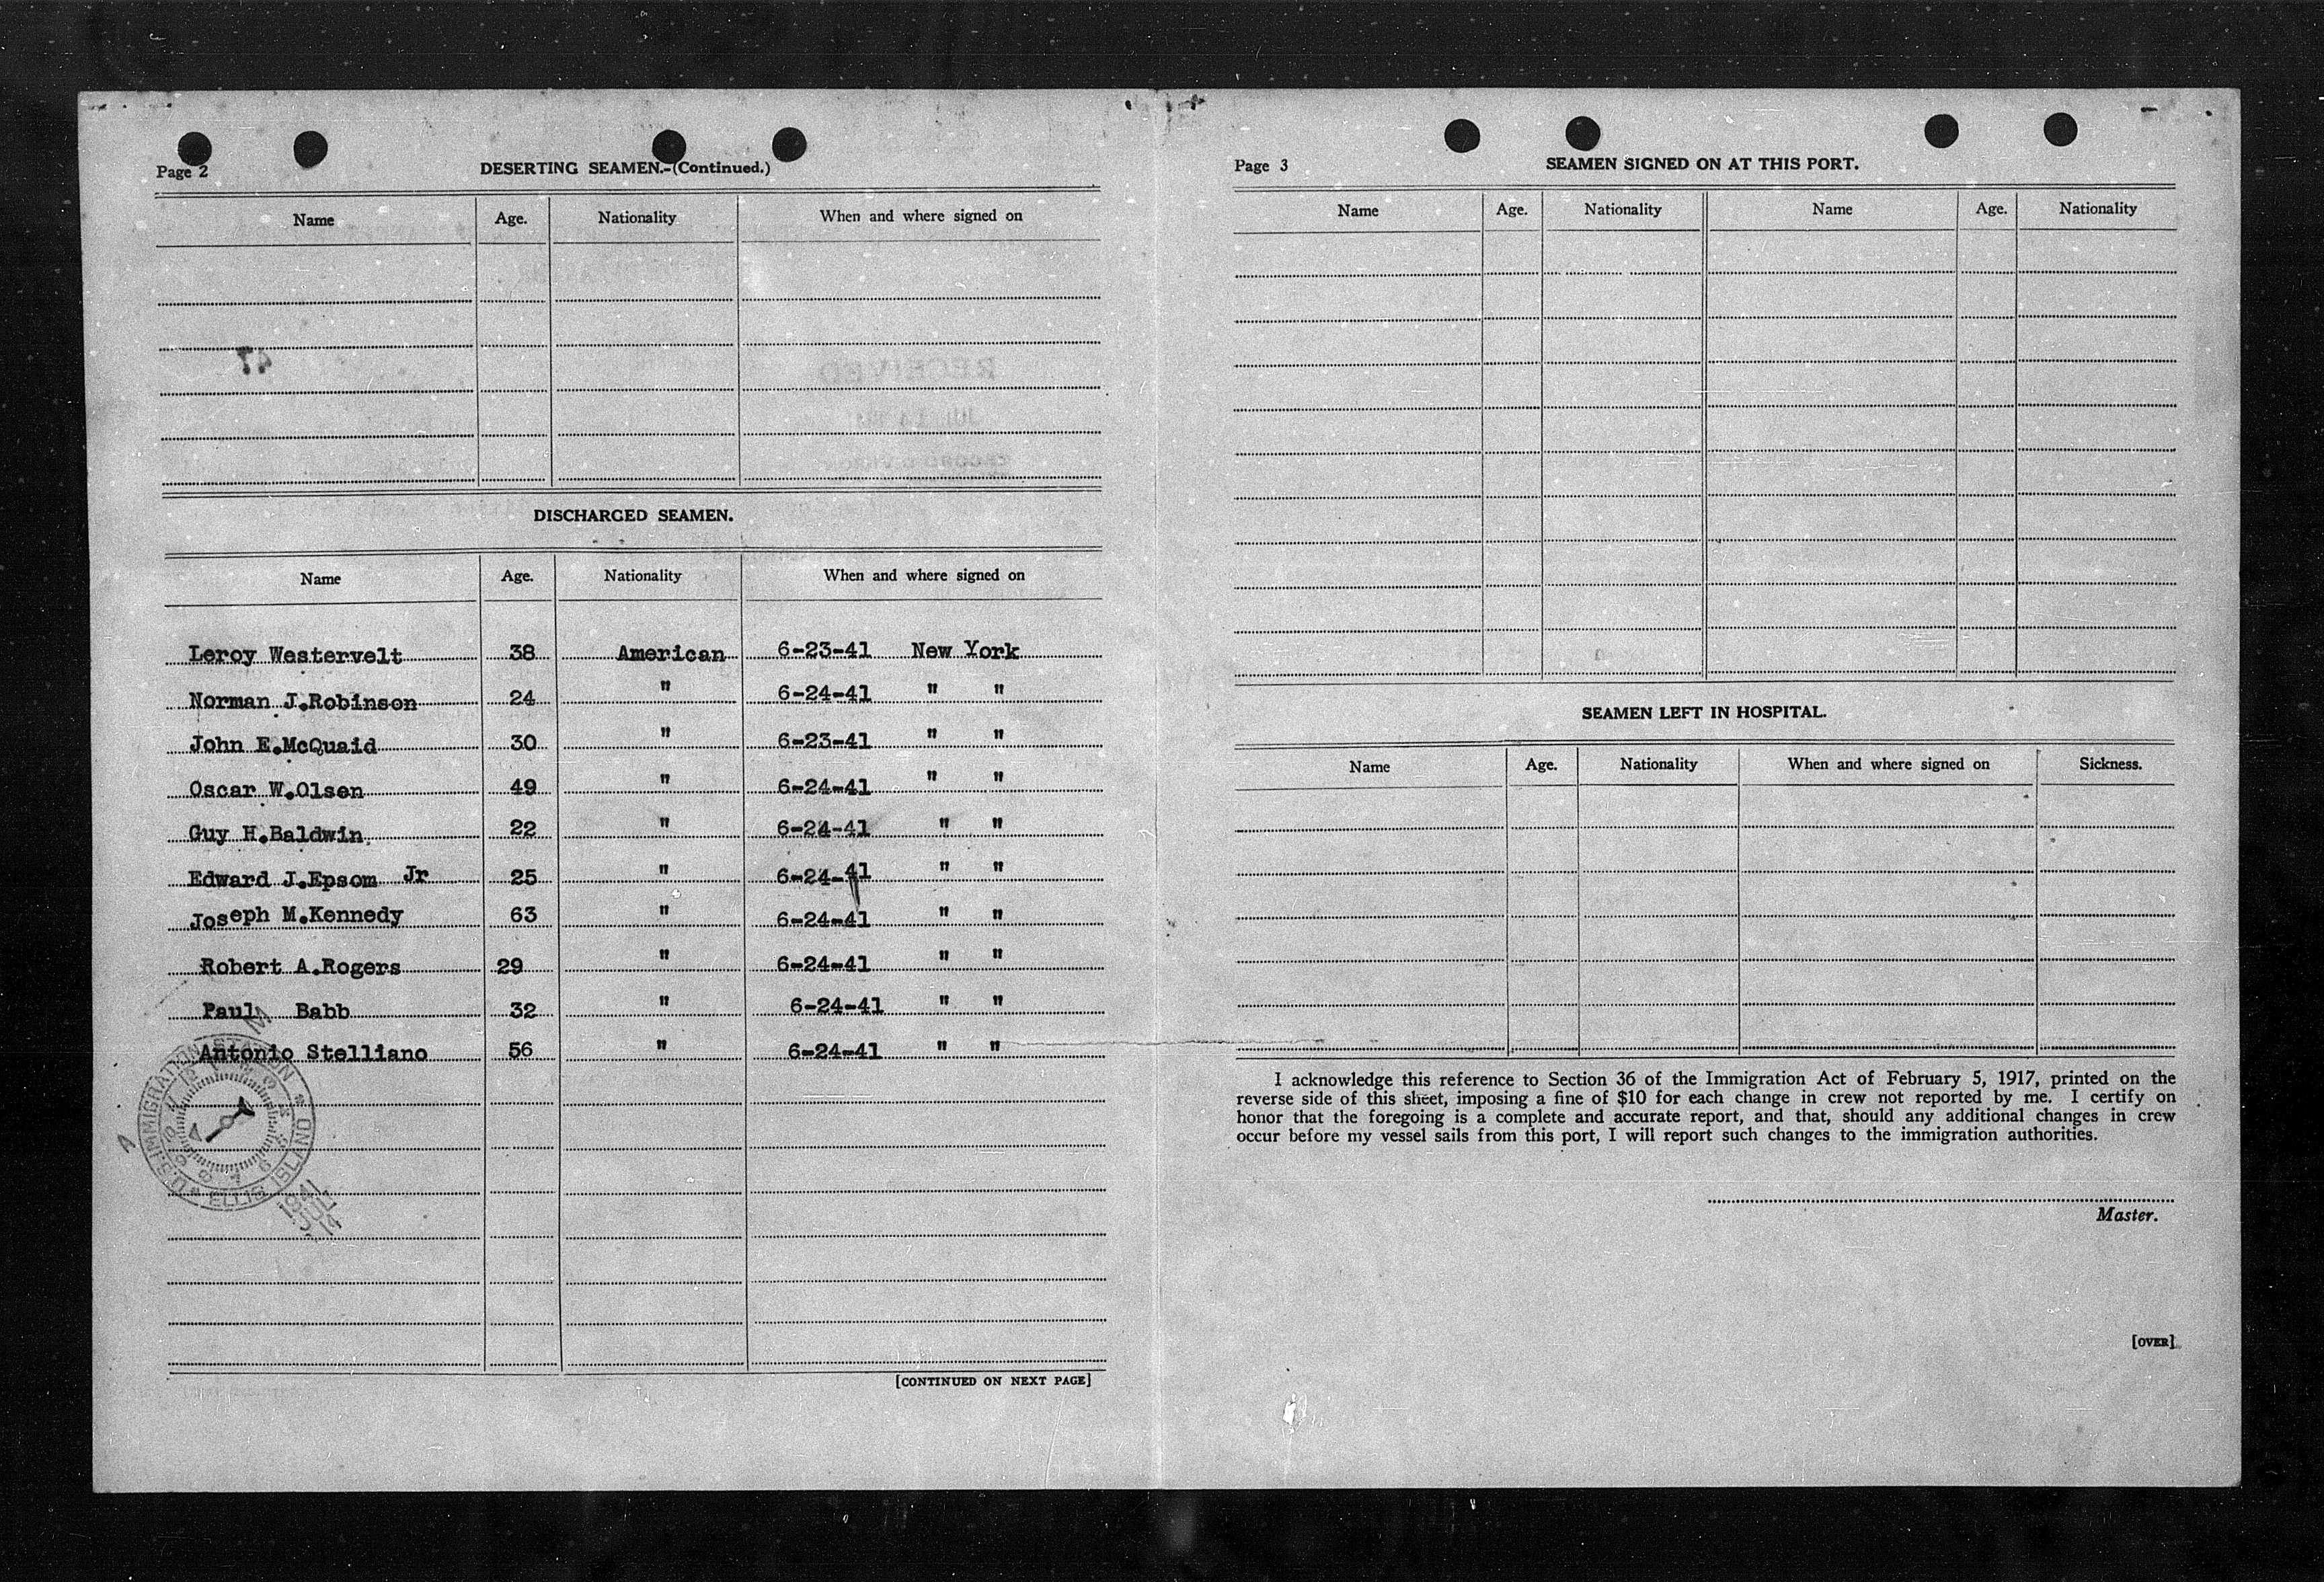 Page 2
DESERTING SEAMEN.-(Continued.)
Name Age. Nationality When and where signed on
47
RECEIVED
JUL 14
DISCHARGED SEAMEN.
Name Age. Nationality When and where signed on
Leroy Westervelt 38 American 6-23-41 New York
Norman J.Robinson 24 " 6-24-41 " "
John E.McQuaid 30 " 6-23-41 " "
Oscar W.Olsen 49 " 6-24-41 " "
Guy H.Baldwin 22 " 6-24-41 " "
Edward J.Epsom Jr 25 " 6-24-41 " "
Joseph M.Kennedy 63 " 6-24-41 " "
Robert A.Rogers 29 " 6-24-41 " "
Paul Babb 32 " 6-24-41 " "
Antonio Stelliano 56 " 6-24-41 " "
U.S. IMMIGRATION STATION
ELLIS ISLAND
1941
JUL
14
[CONTINUED ON NEXT PAGE]
Page 3
SEAMEN SIGNED ON AT THIS PORT.
Name Age. Nationality Name Age. Nationality
SEAMEN LEFT IN HOSPITAL.
Name Age. Nationality When and where signed on Sickness.
I acknowledge this reference to Section 36 of the Immigration Act of February 5, 1917, printed on the
reverse side of this sheet, imposing a fine of $10 for each change in crew not reported by me. I certify on
honor that the foregoing is a complete and accurate report, and that, should any additional changes in crew
occur before my vessel sails from this port, I will report such changes to the immigration authorities.
Master.
[OVER]